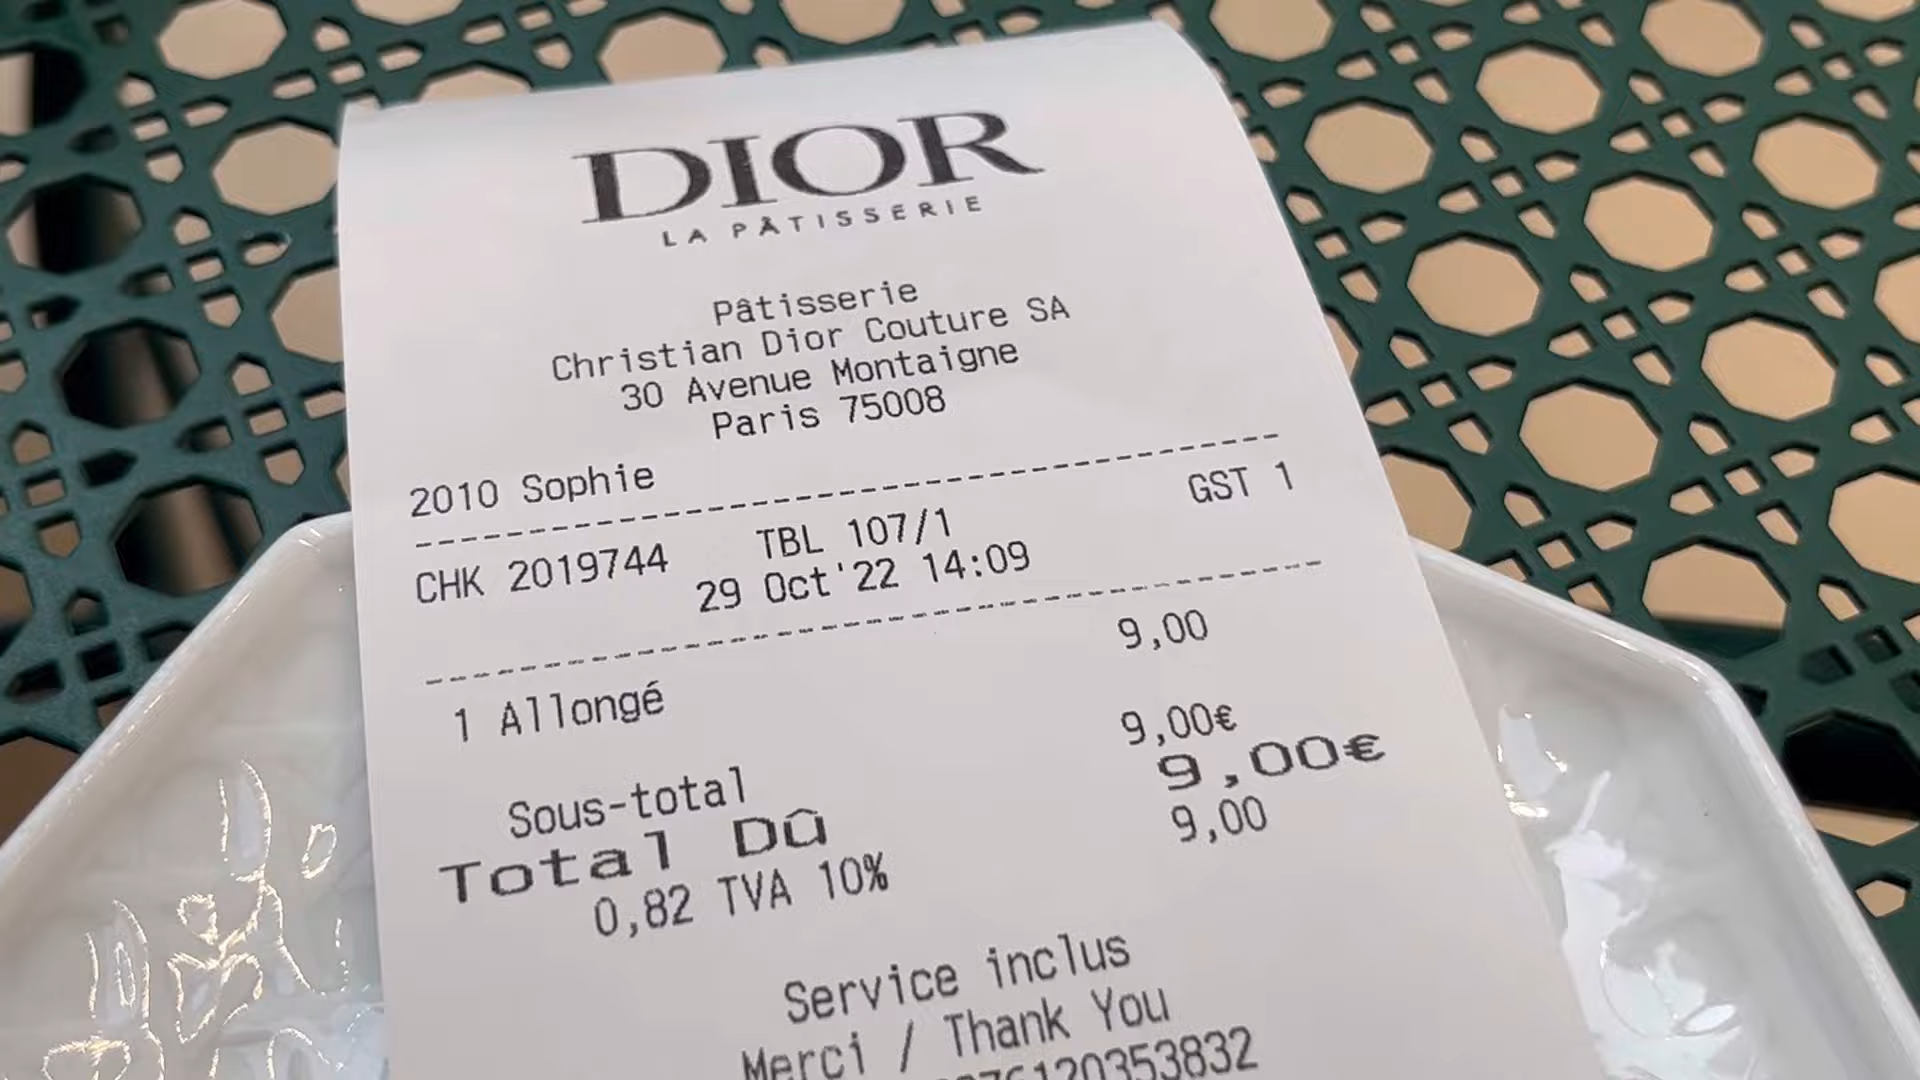 DIOR
LA PÂTISSERIE
Pâtisserie
Christian Dior Couture SA
30 Avenue Montaigne
Paris 75008
2010 Sophie
CHK 2019744 TBL 107/1 GST 1
29 Oct'22 14:09
1 Allongé 9,00
Sous-total 9,00€
Total Dû 9,00€
0,82 TVA 10% 9,00
Service inclus
Merci / Thank You